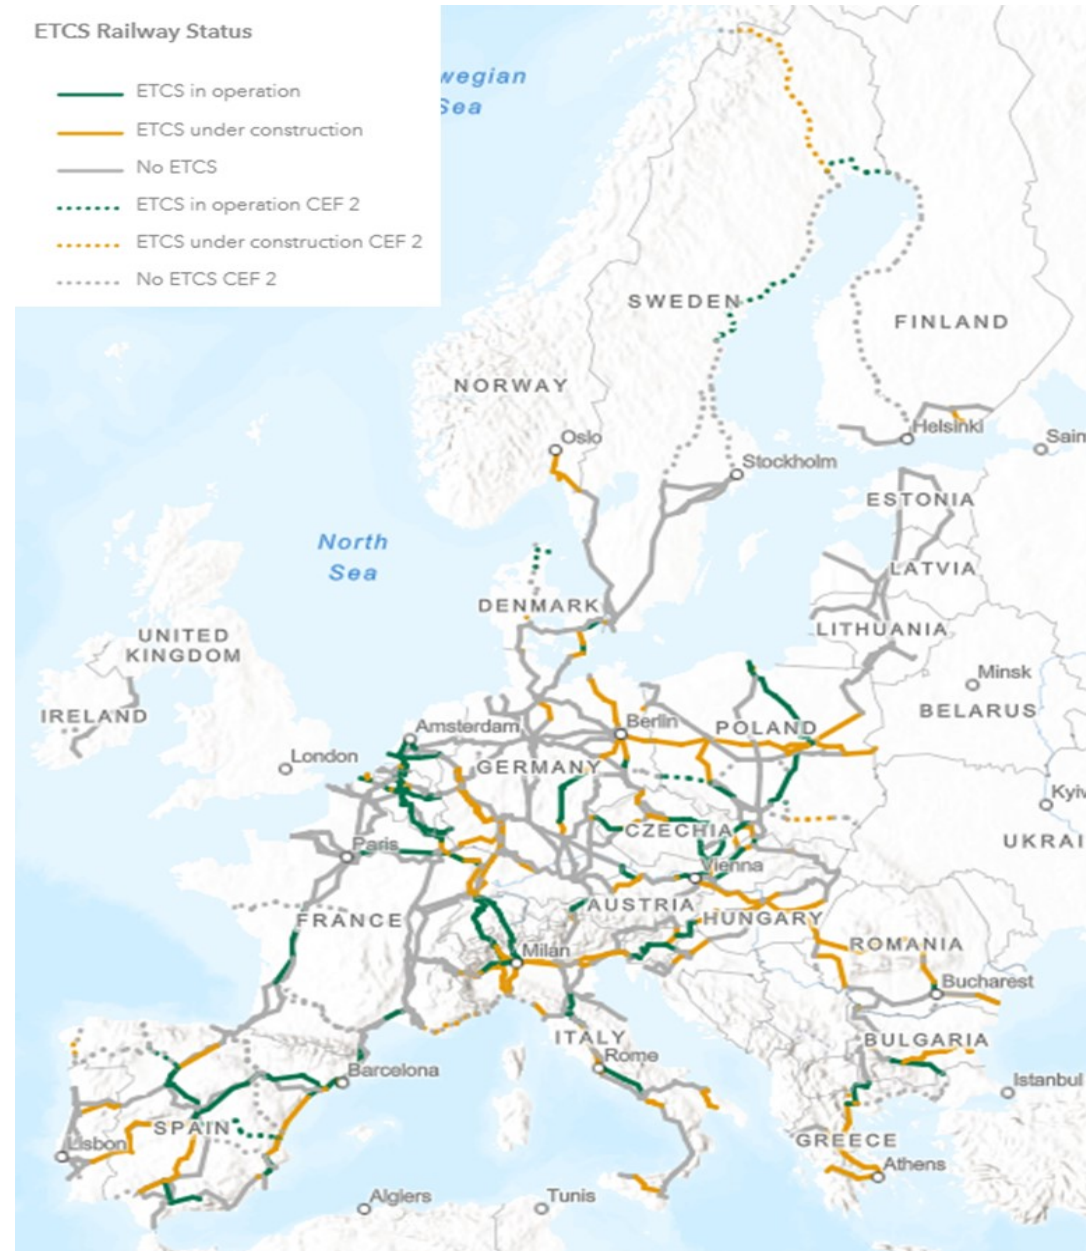 ETCS Railway Status
ETCS in operation
ETCS under construction
No ETCS
ETCS in operation CEF 2
ETCS under construction CEF 2
No ETCS CEF 2
wegian
Sea
SWEDEN
FINLAND
NORWAY
Oslo
Helsinki
Sain
Stockholm
ESTONIA
North
Sea
LATVIA
DENMARK
LITHUANIA
UNITED
KINGDOM
Minsk
IRELAND
BELARUS
Amsterdam
Berlin
POLAND
London
GERMANY
Kyiv
CZECHIA
UKRAI
Paris
Vienna
AUSTRIA
HUNGARY
FRANCE
Milan
ROMANIA
Bucharest
ITALY
BULGARIA
Rome
Barcelona
Istanbul
SPAIN
Lisbon
GREECE
Athens
Algiers
Tunis